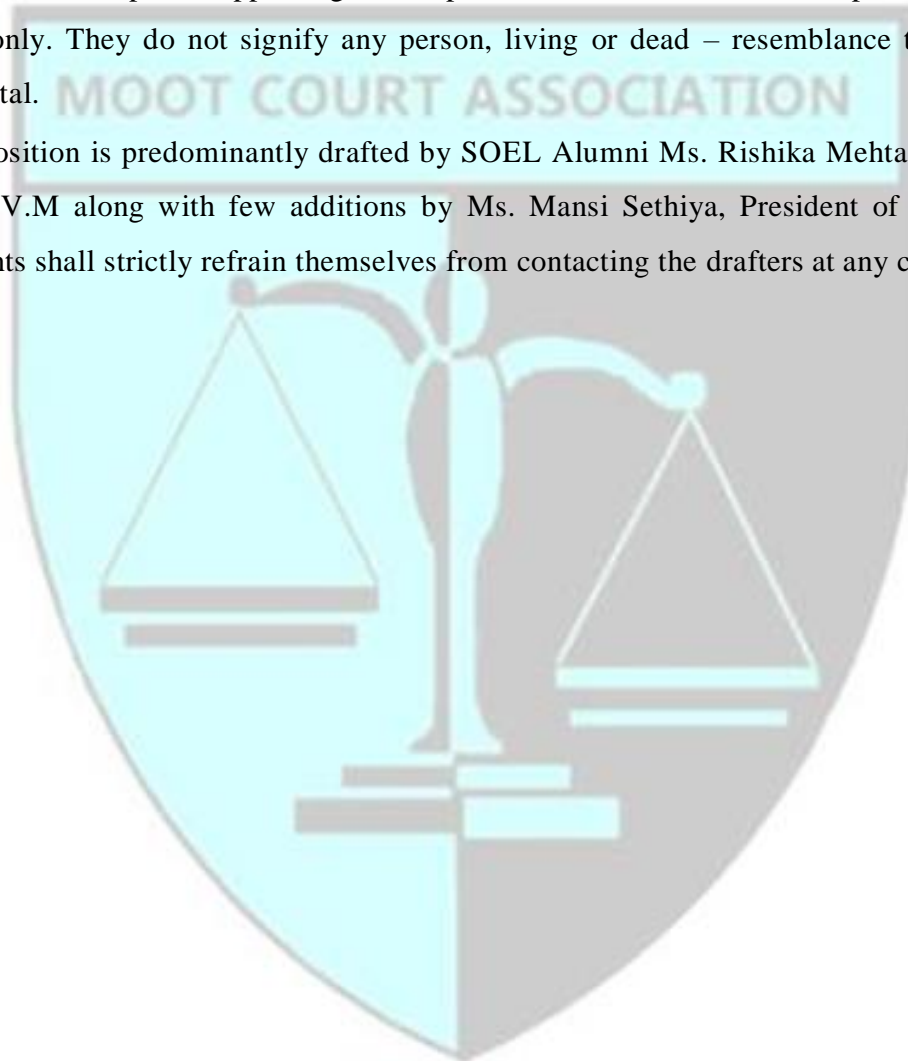 only. They do not signify any person, living or dead – resemblance t
tal.
MOOT COURT ASSOCIATION
osition is predominantly drafted by SOEL Alumni Ms. Rishika Mehta
V.M along with few additions by Ms. Mansi Sethiya, President of
nts shall strictly refrain themselves from contacting the drafters at any c